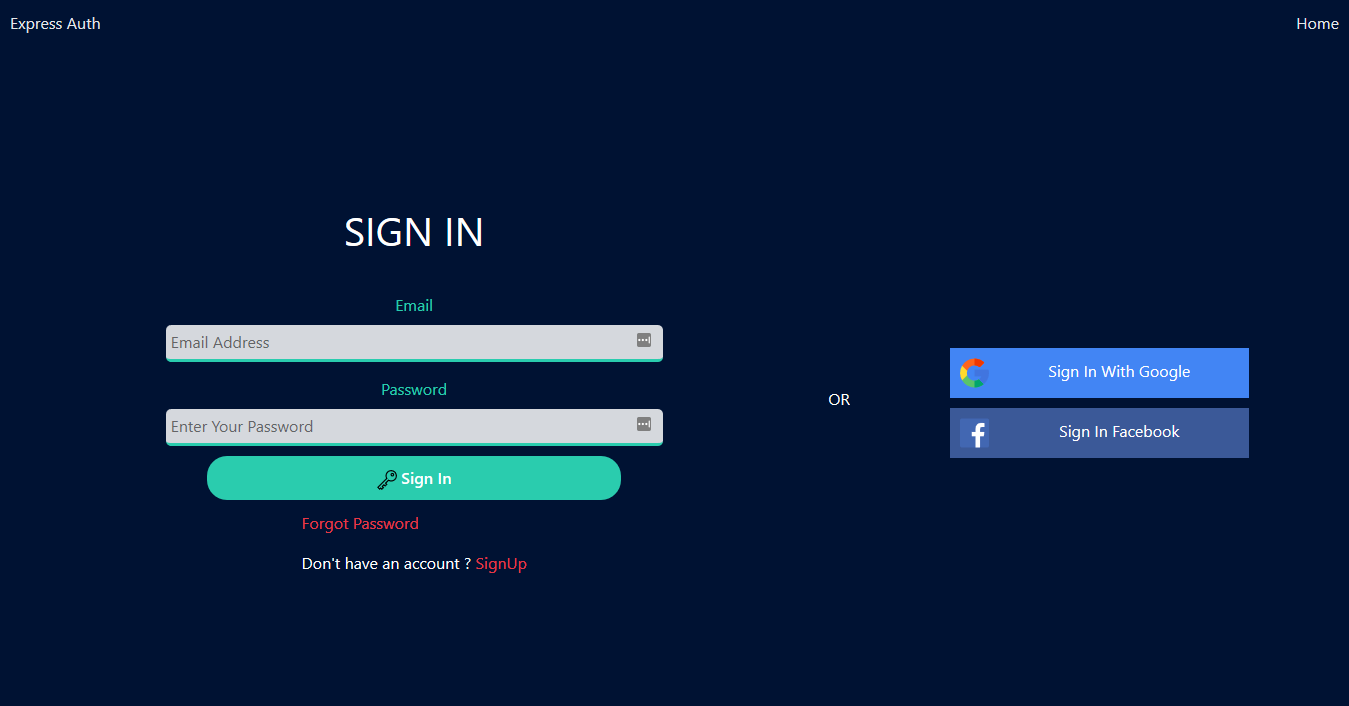 Express Auth
Home
SIGN IN
Email
Email Address
Password
Enter Your Password
Sign In
Forgot Password
Don't have an account ? SignUp
OR
Sign In With Google
Sign In Facebook